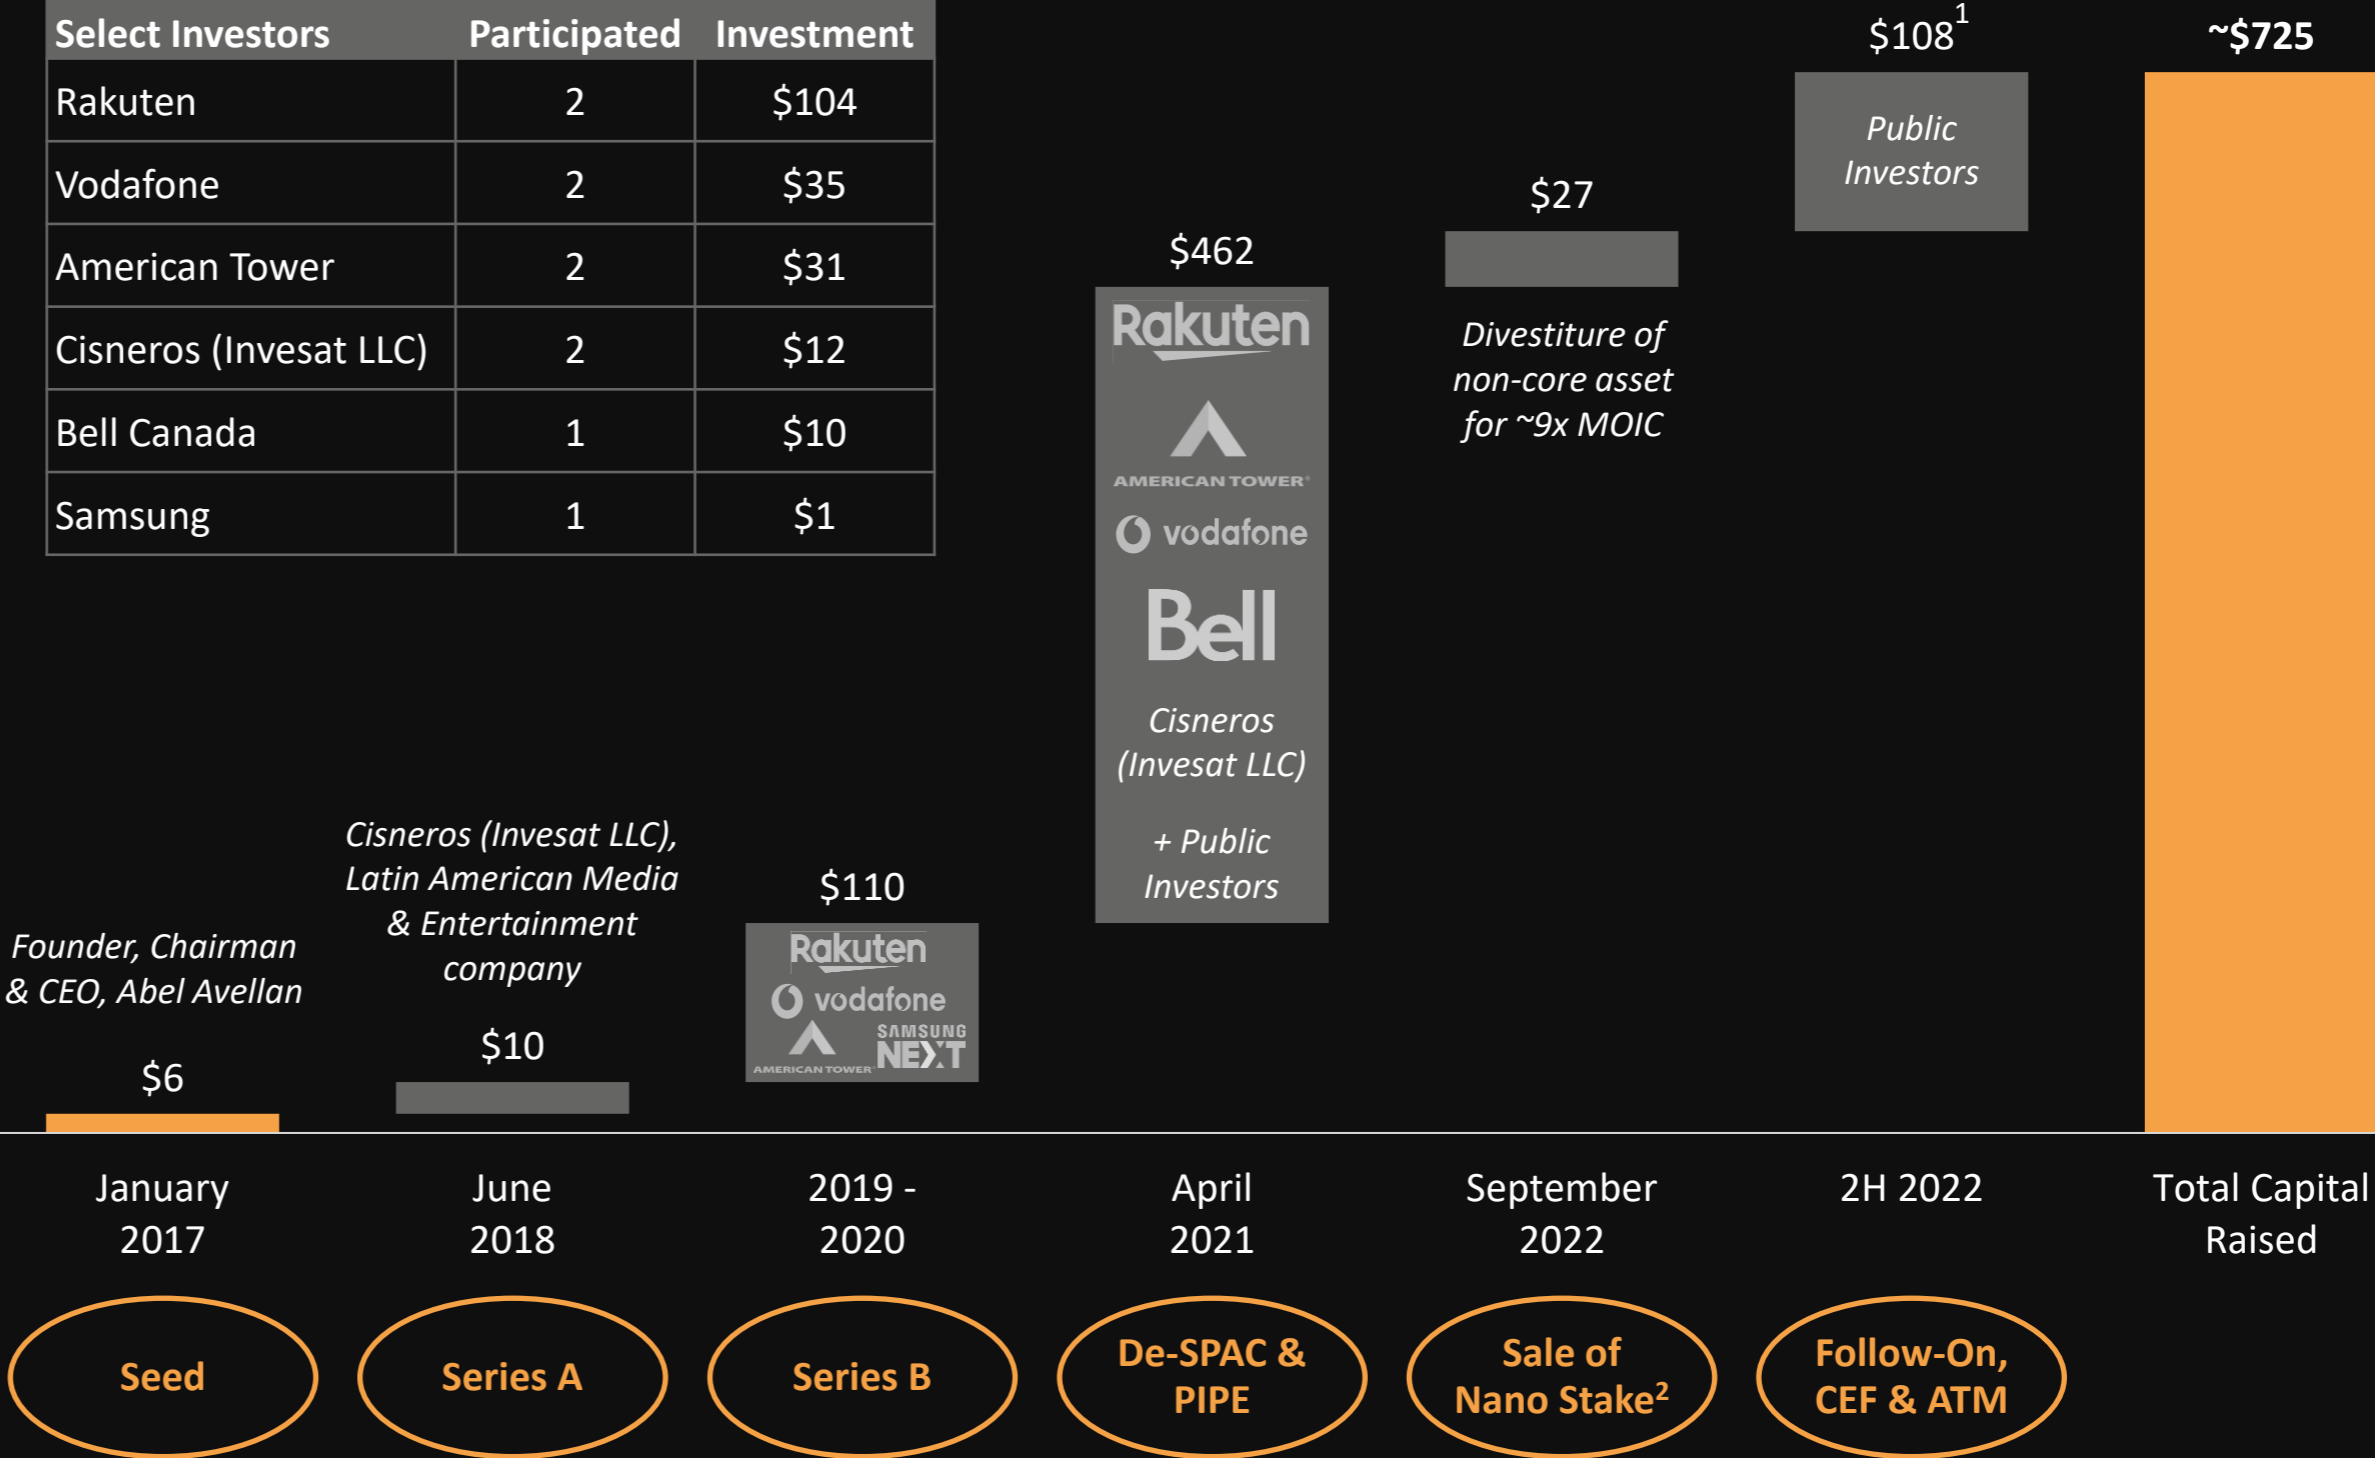 Select Investors Participated Investment
Rakuten 2 $104
Vodafone 2 $35
American Tower 2 $31
Cisneros (Invesat LLC) 2 $12
Bell Canada 1 $10
Samsung 1 $1
Founder, Chairman
& CEO, Abel Avellan
$6
Cisneros (Invesat LLC),
Latin American Media
& Entertainment
company
$10
$110
Rakuten
vodafone
AMERICAN TOWER
SAMSUNG
NEXT
$462
Rakuten
AMERICAN TOWER®
vodafone
Bell
Cisneros
(Invesat LLC)
+ Public
Investors
$27
Divestiture of
non-core asset
for ~9x MOIC
$108¹
Public
Investors
~$725
January
2017
June
2018
2019 -
2020
April
2021
September
2022
2H 2022
Total Capital
Raised
Seed
Series A
Series B
De-SPAC &
PIPE
Sale of
Nano Stake²
Follow-On,
CEF & ATM